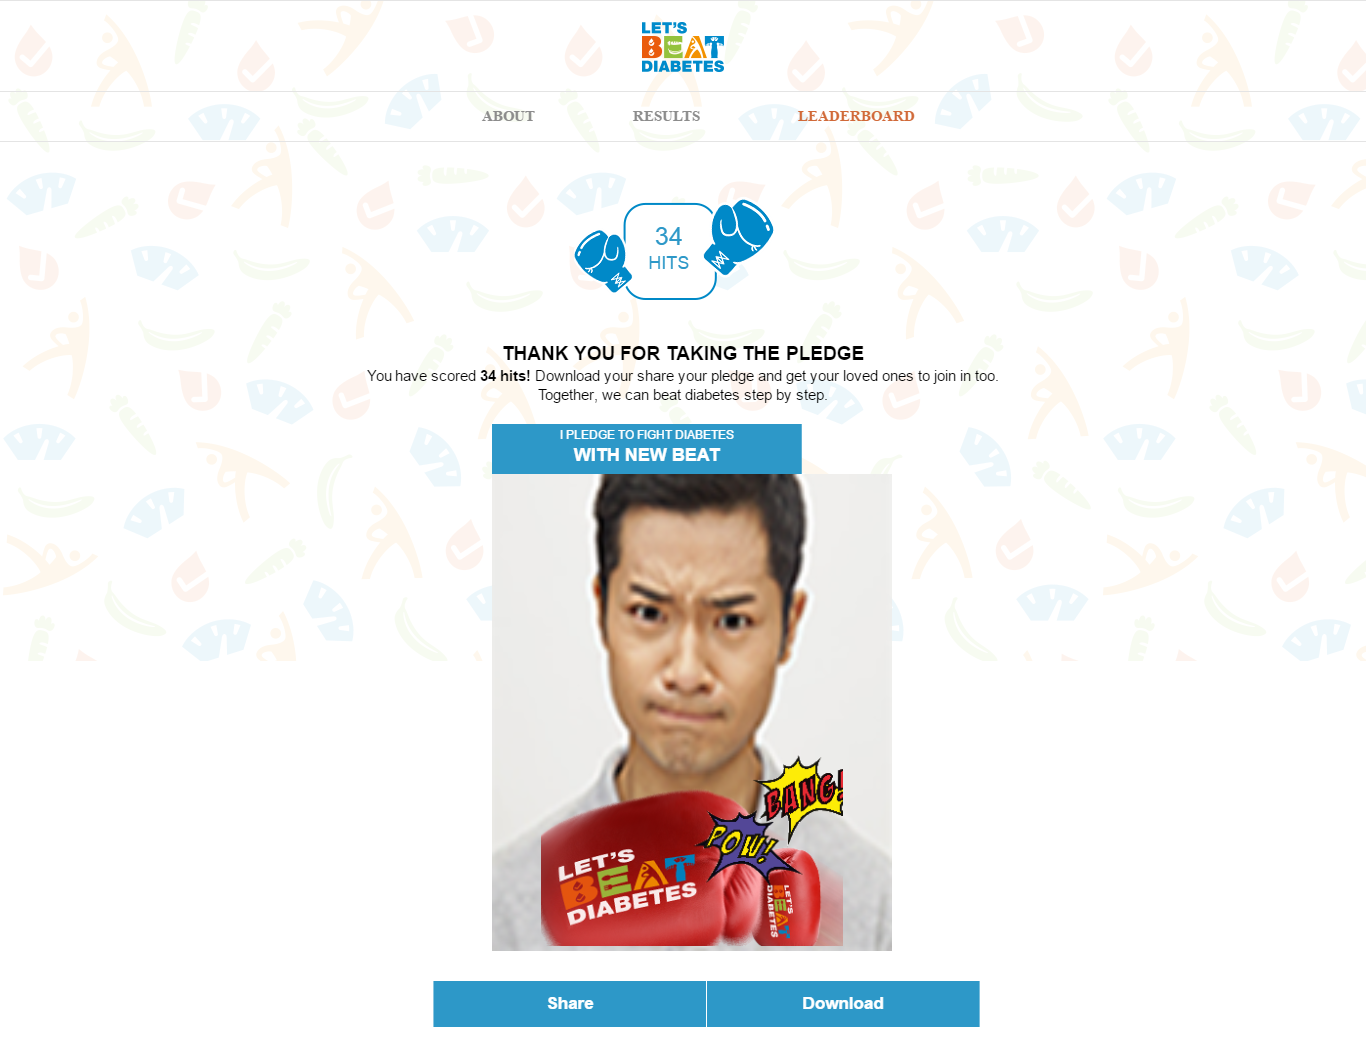 LET'S
BEAT
DIABETES
ABOUT
RESULTS
LEADERBOARD
34
HITS
THANK YOU FOR TAKING THE PLEDGE
You have scored 34 hits! Download your share your pledge and get your loved ones to join in too.
Together, we can beat diabetes step by step.
I PLEDGE TO FIGHT DIABETES
WITH NEW BEAT
BANG!
POW!
LET'S
BEAT
DIABETES
LET'S
BEAT
DIABETES
Share
Download